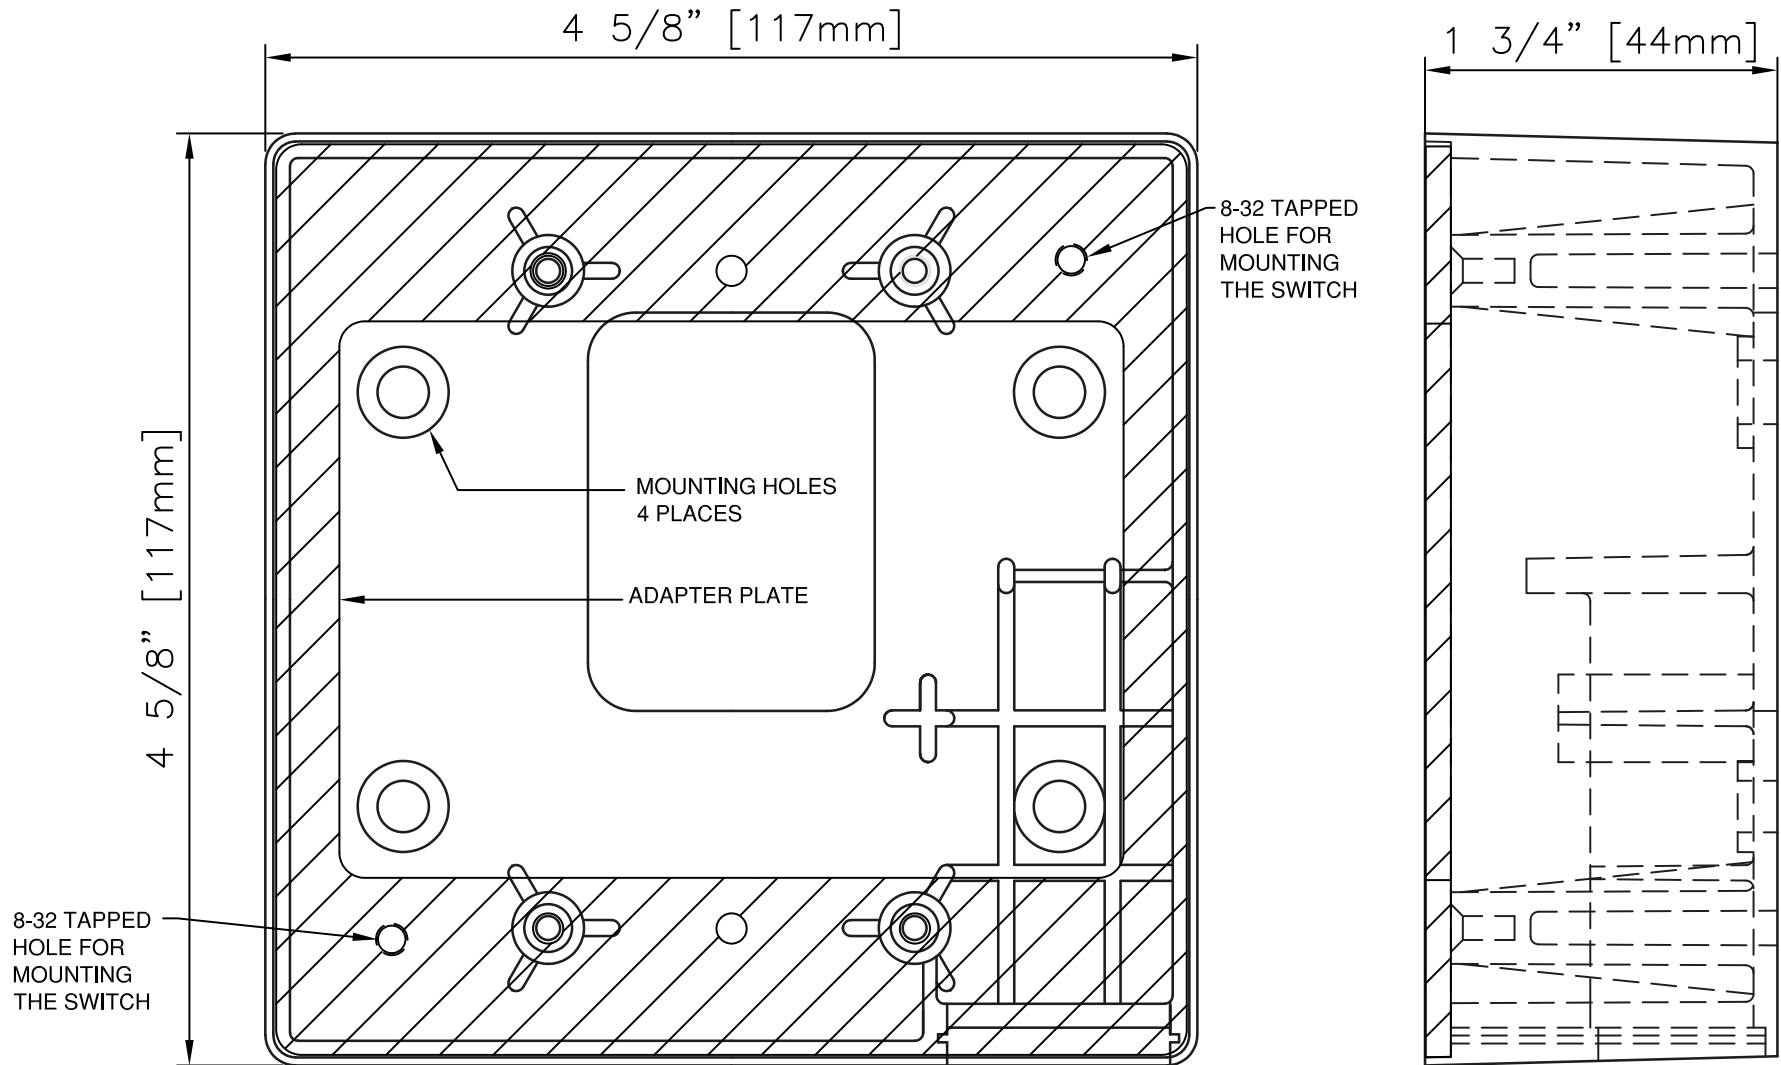 4 5/8” [117mm]
1 3/4” [44mm]
8-32 TAPPED
HOLE FOR
MOUNTING
THE SWITCH
4 5/8” [117mm]
MOUNTING HOLES
4 PLACES
ADAPTER PLATE
8-32 TAPPED
HOLE FOR
MOUNTING
THE SWITCH